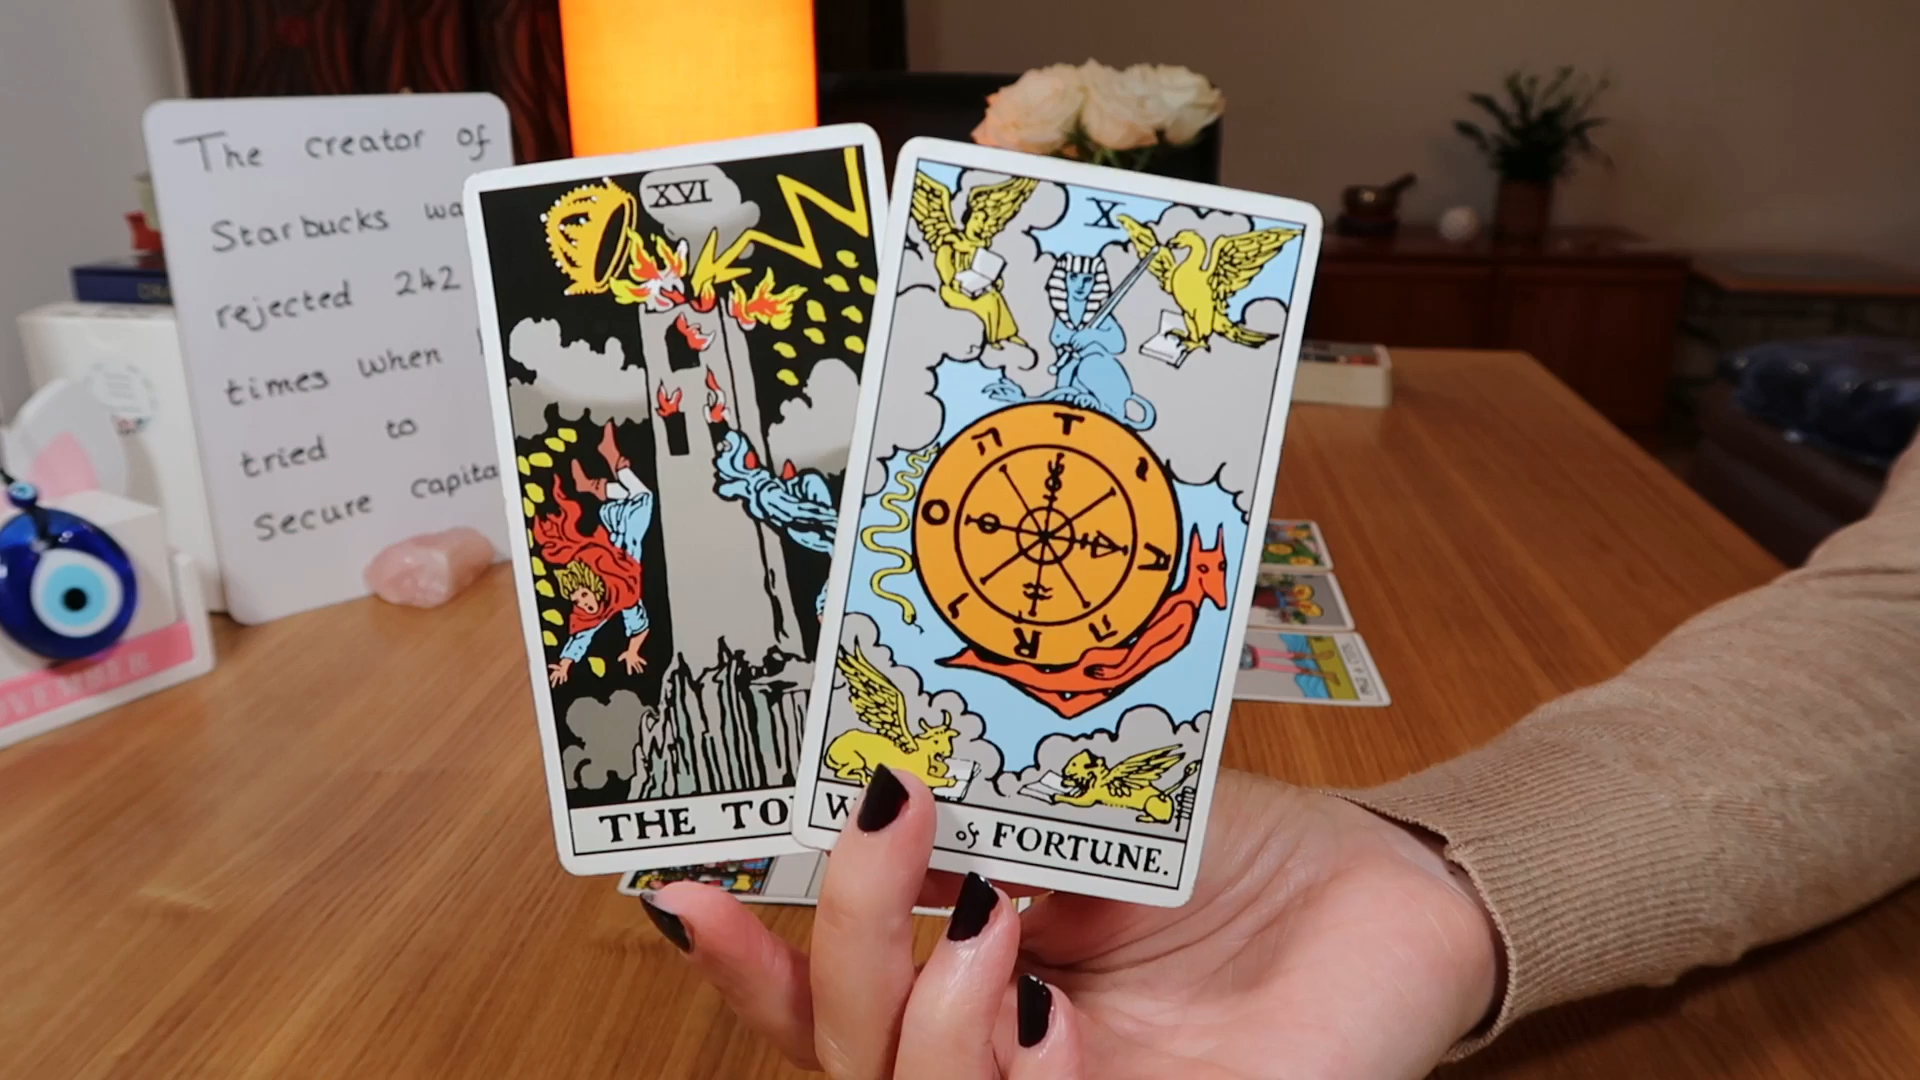 The creator of
Starbucks wa
rejected 242
times when
tried to
Secure capita
XVI
THE TO
X
T
A
R
O
ה
י
ה
ו
W of FORTUNE.